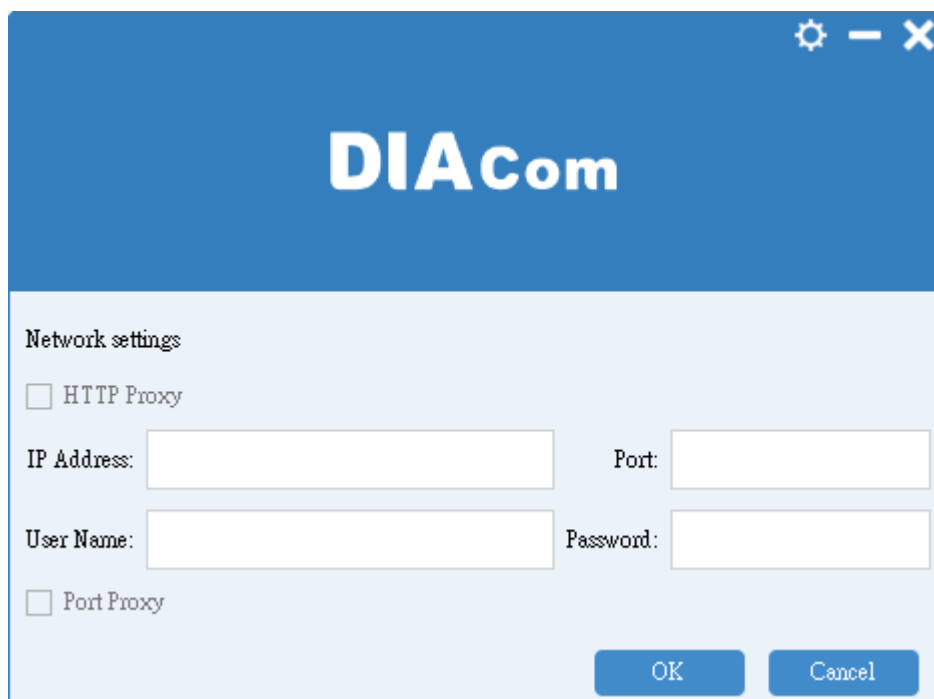 DIACom
Network settings
HTTP Proxy
IP Address:
Port:
User Name:
Password:
Port Proxy
OK
Cancel